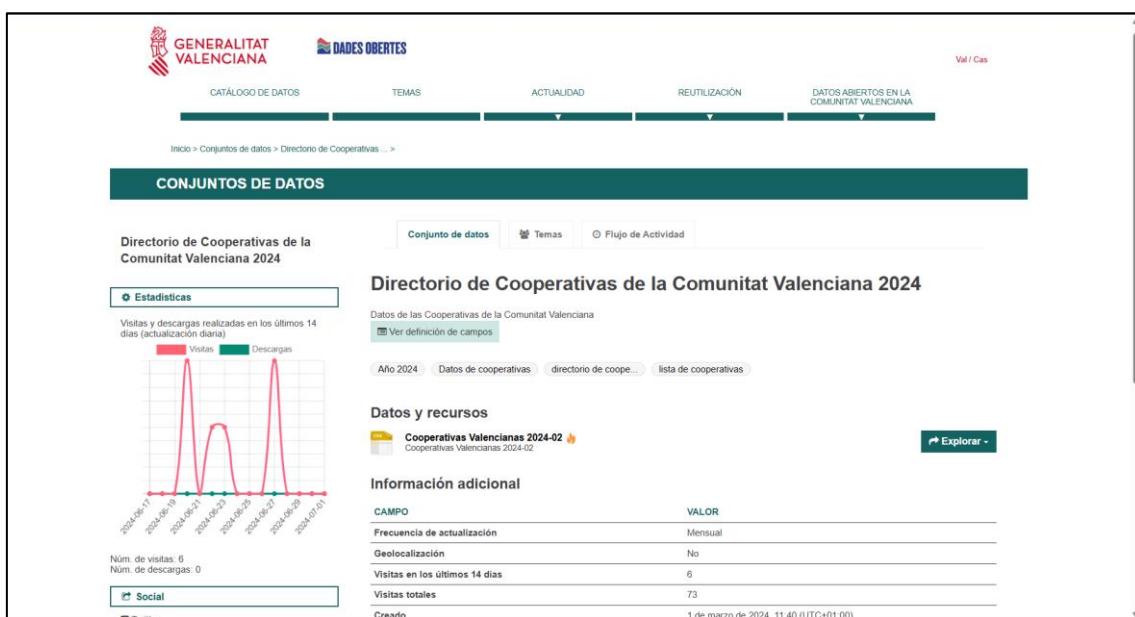 GENERALITAT
VALENCIANA
DADES OBERTES
Val / Cas
CATÁLOGO DE DATOS
TEMAS
ACTUALIDAD
REUTILIZACIÓN
DATOS ABIERTOS EN LA
COMUNITAT VALENCIANA
Inicio > Conjuntos de datos > Directorio de Cooperativas ... >
CONJUNTOS DE DATOS
Directorio de Cooperativas de la
Comunitat Valenciana 2024
Estadísticas
Visitas y descargas realizadas en los últimos 14
días (actualización diaria)
Visitas
Descargas
2024-06-17
2024-06-19
2024-06-21
2024-06-23
2024-06-25
2024-06-27
2024-06-29
2024-07-01
Núm. de visitas: 6
Núm. de descargas: 0
Social
Conjunto de datos
Temas
Flujo de Actividad
Directorio de Cooperativas de la Comunitat Valenciana 2024
Datos de las Cooperativas de la Comunitat Valenciana
Ver definición de campos
Año 2024
Datos de cooperativas
directorio de coope...
lista de cooperativas
Datos y recursos
Cooperativas Valencianas 2024-02
Cooperativas Valencianas 2024-02
Explorar
Información adicional
CAMPO VALOR
Frecuencia de actualización Mensual
Geolocalización No
Visitas en los últimos 14 días 6
Visitas totales 73
Creado 1 de marzo de 2024, 11:40 (UTC+01:00)